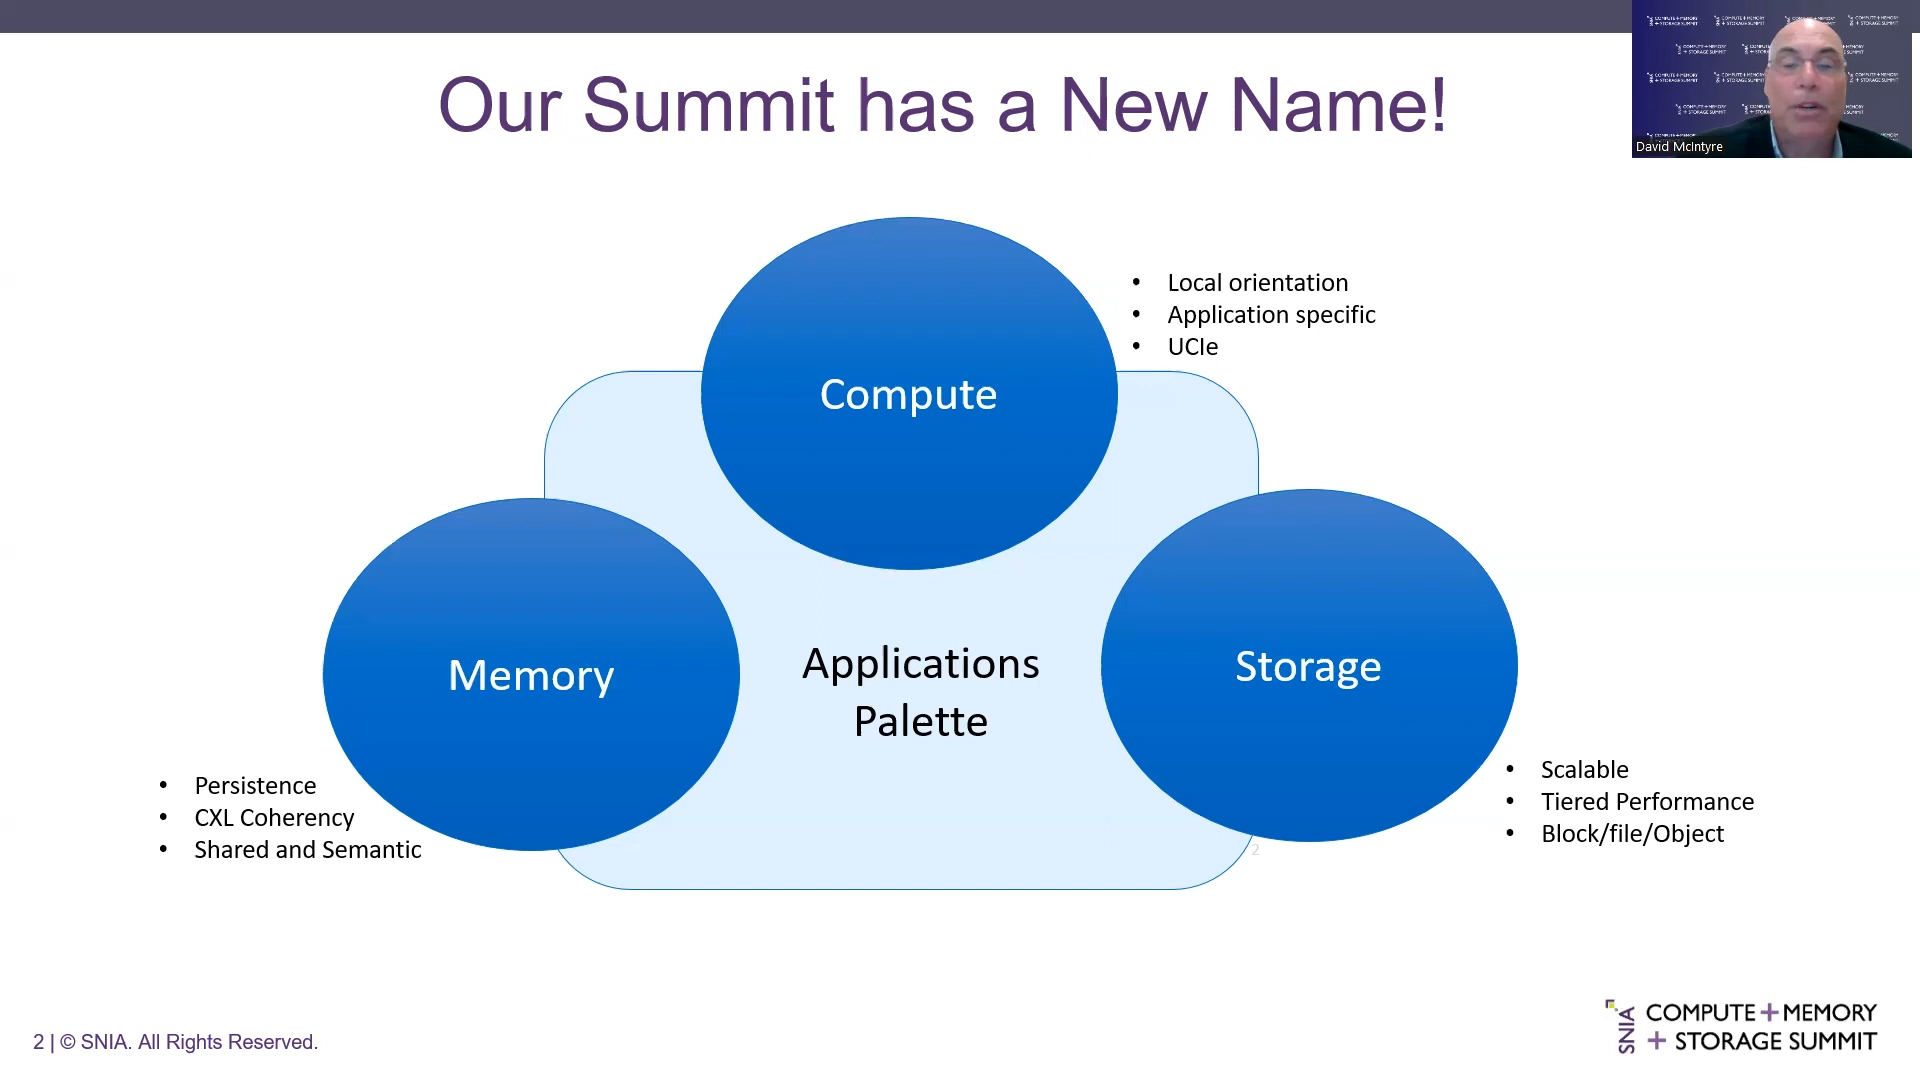 Our Summit has a New Name!
David McIntyre
• Local orientation
• Application specific
• UCIe
Compute
Memory
Applications
Palette
Storage
• Persistence
• CXL Coherency
• Shared and Semantic
• Scalable
• Tiered Performance
• Block/file/Object
2
2 | © SNIA. All Rights Reserved.
SNIA
COMPUTE+MEMORY
+ STORAGE SUMMIT